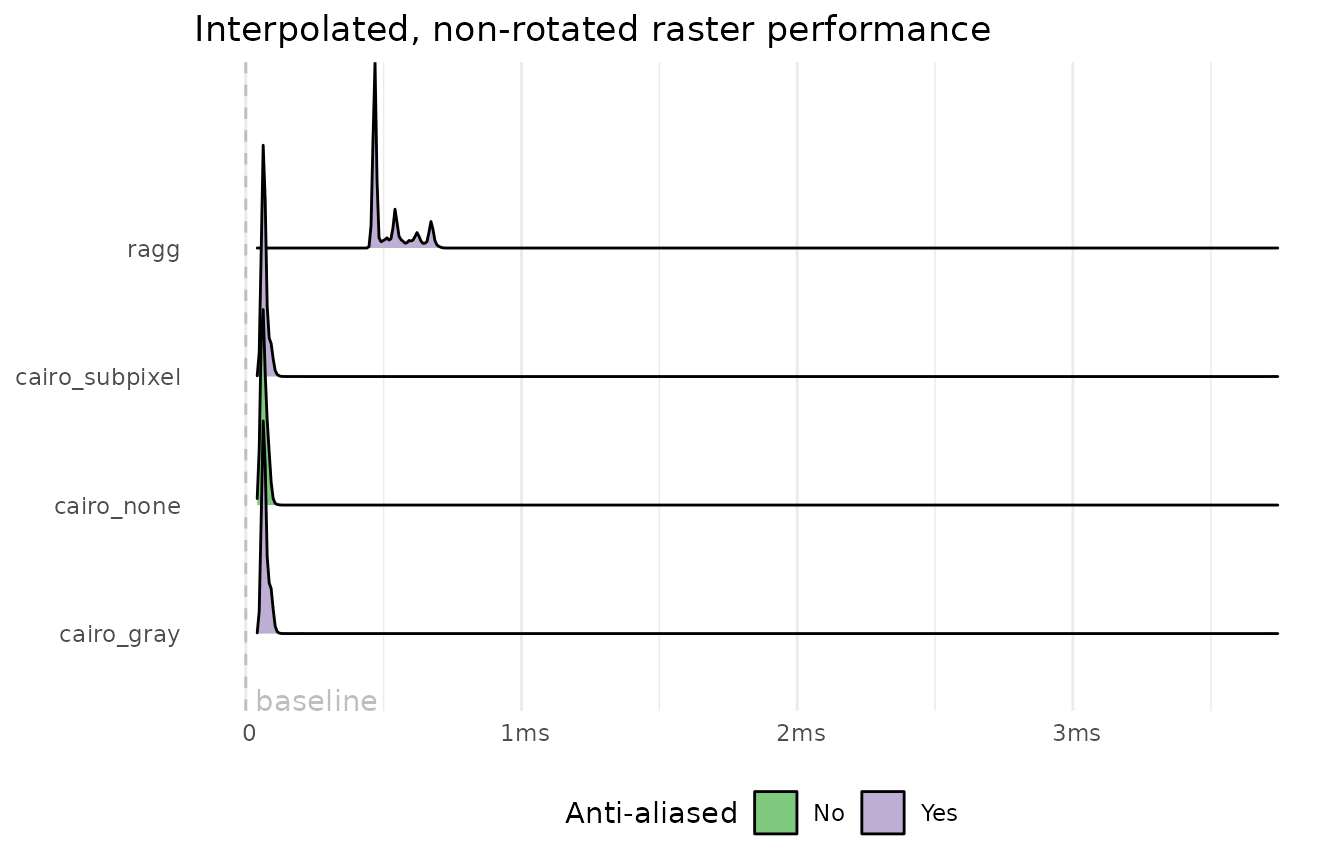 Interpolated, non-rotated raster performance
ragg
cairo_subpixel
cairo_none
cairo_gray
baseline
0 1ms 2ms 3ms
Anti-aliased No Yes